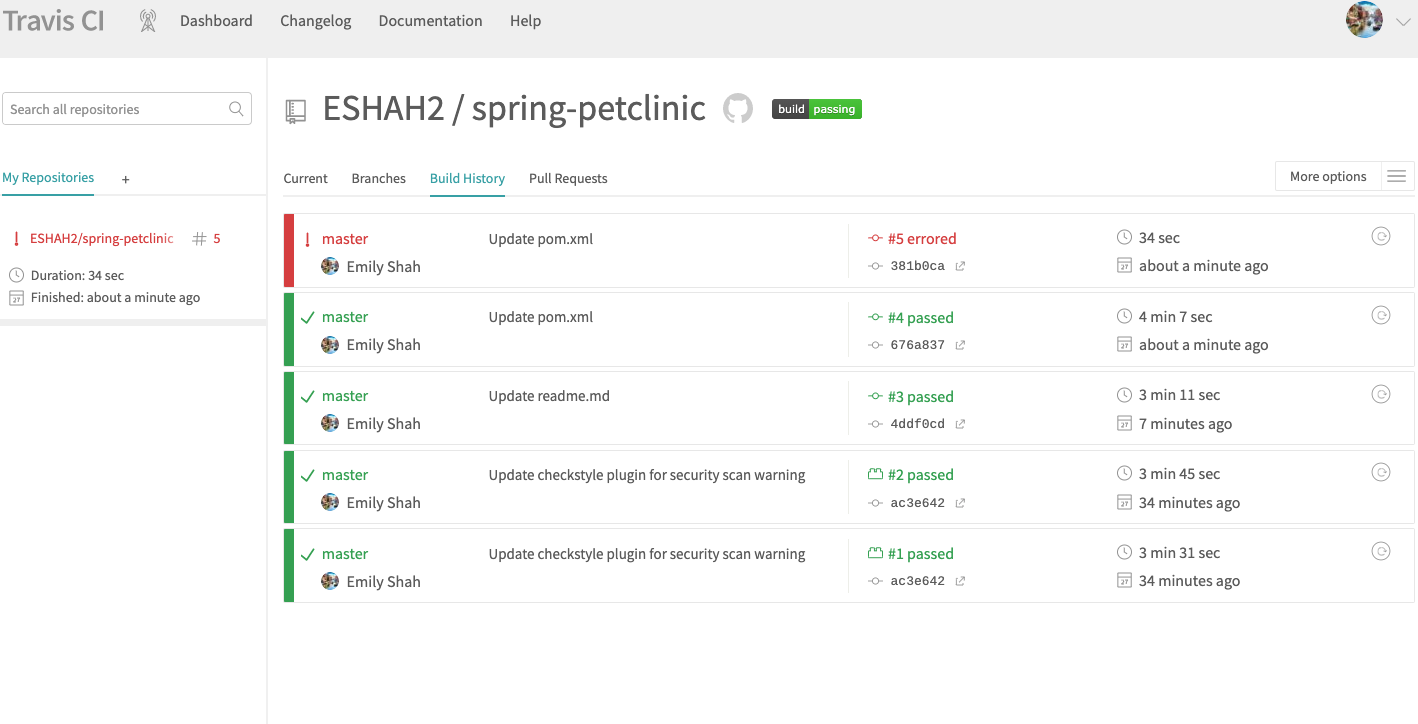 Travis CI
Dashboard Changelog Documentation Help
Search all repositories
My Repositories +
ESHAH2/spring-petclinic # 5
Duration: 34 sec
Finished: about a minute ago
ESHAH2 / spring-petclinic build passing
Current Branches Build History Pull Requests More options
! master Update pom.xml #5 errored 34 sec
Emily Shah 381b0ca 27 about a minute ago
master Update pom.xml #4 passed 4 min 7 sec
Emily Shah 676a837 27 about a minute ago
master Update readme.md #3 passed 3 min 11 sec
Emily Shah 4ddf0cd 27 7 minutes ago
master Update checkstyle plugin for security scan warning #2 passed 3 min 45 sec
Emily Shah ac3e642 27 34 minutes ago
master Update checkstyle plugin for security scan warning #1 passed 3 min 31 sec
Emily Shah ac3e642 27 34 minutes ago